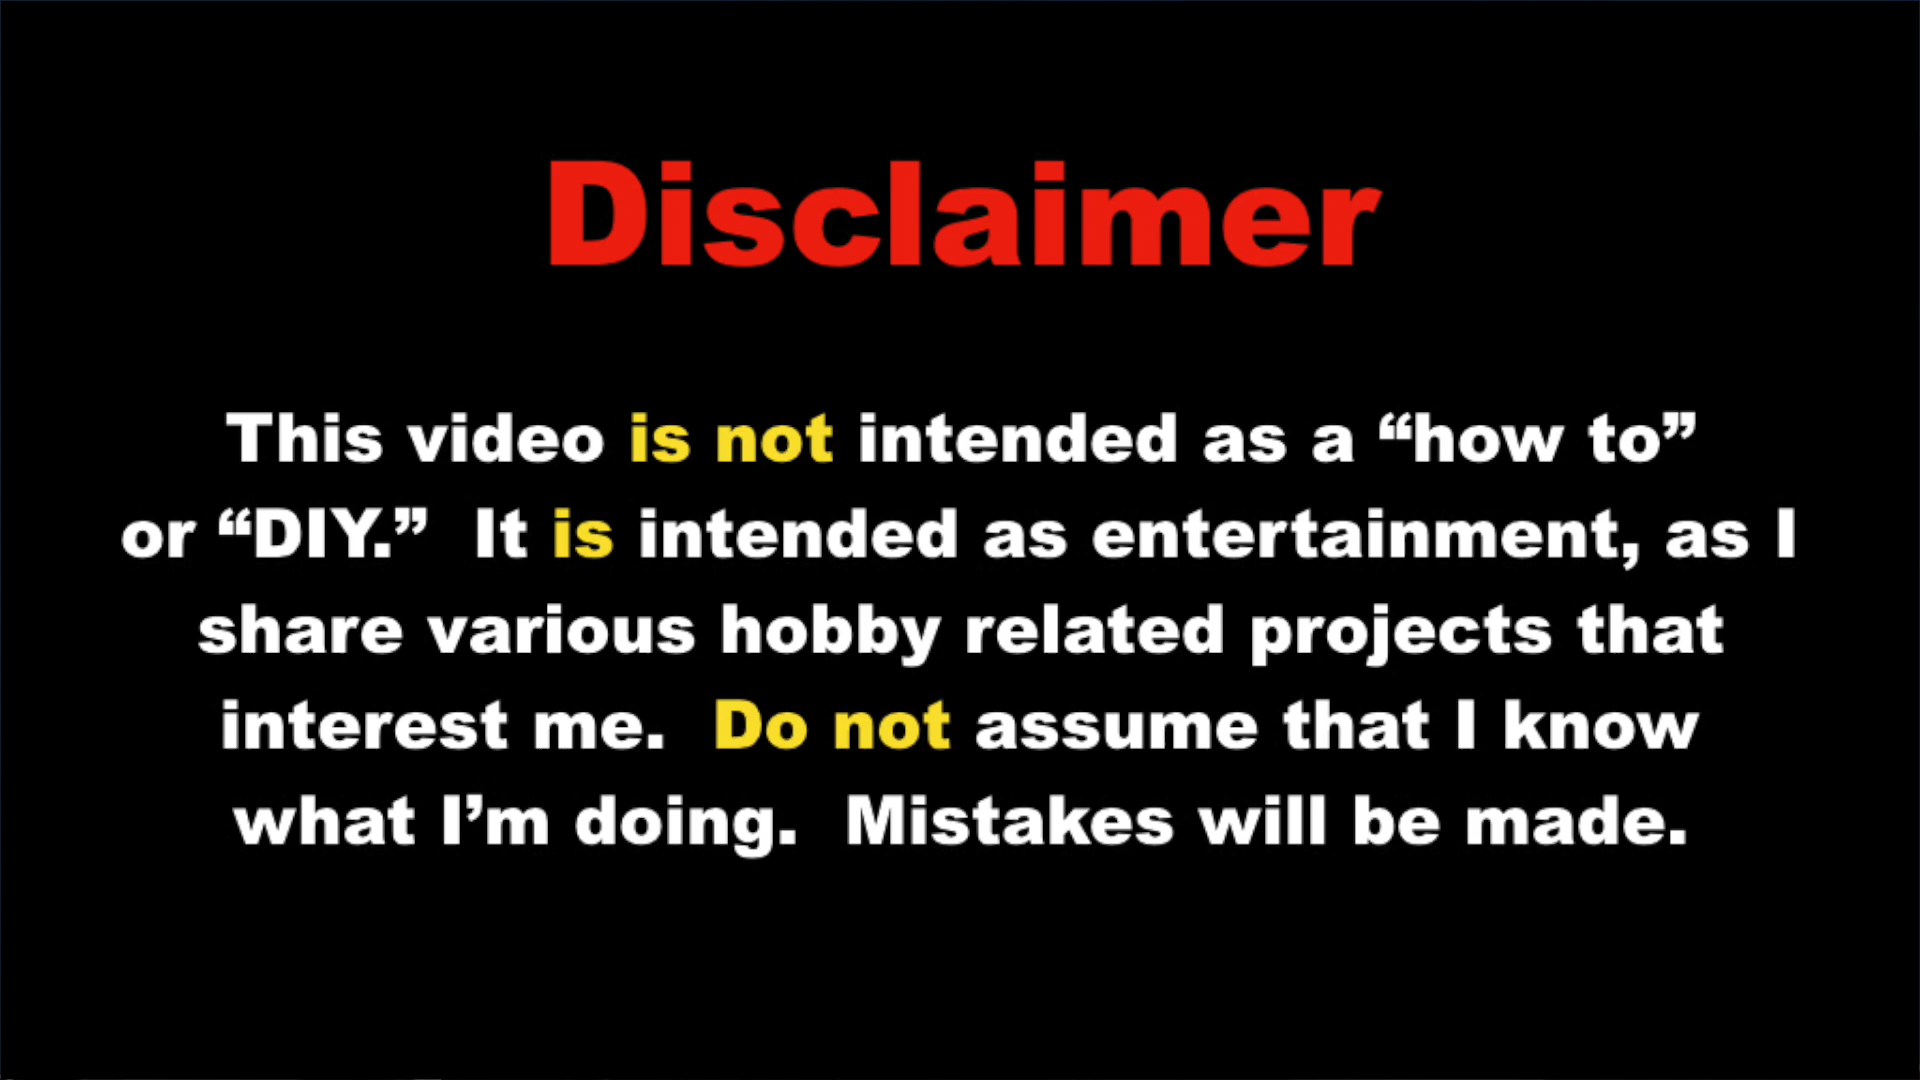 Disclaimer
This video is not intended as a “how to”
or “DIY.”  It is intended as entertainment, as I
share various hobby related projects that
interest me.  Do not assume that I know
what I’m doing.  Mistakes will be made.